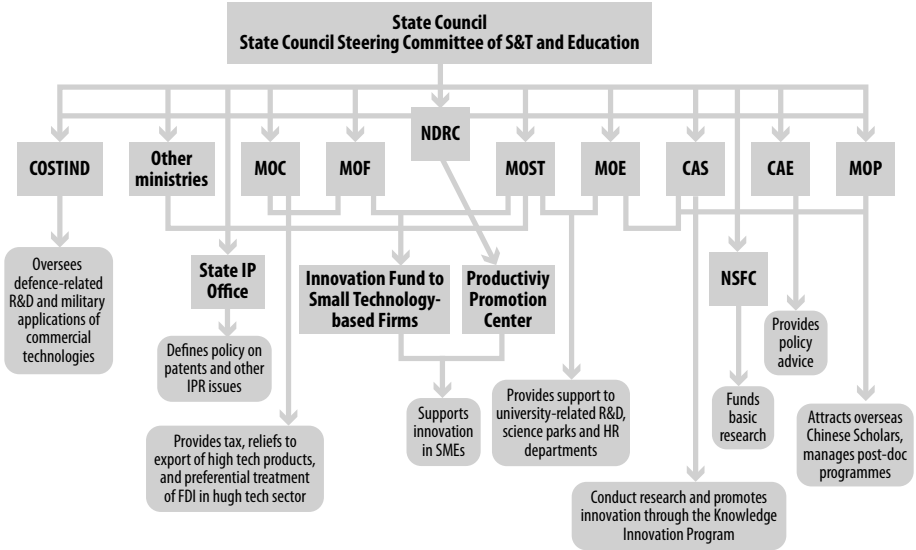 State Council
State Council Steering Committee of S&T and Education
NDRC
COSTIND
Other
ministries
MOC
MOF
MOST
MOE
CAS
CAE
MOP
Oversees
defence-related
R&D and military
applications of
commercial
technologies
State IP
Office
Innovation Fund to
Small Technology-
based Firms
Productiviy
Promotion
Center
NSFC
Provides
policy
advice
Defines policy on
patents and other
IPR issues
Supports
innovation
in SMEs
Provides support to
university-related R&D,
science parks and HR
departments
Funds
basic
research
Attracts overseas
Chinese Scholars,
manages post-doc
programmes
Provides tax, reliefs to
export of high tech products,
and preferential treatment
of FDI in hugh tech sector
Conduct research and promotes
innovation through the Knowledge
Innovation Program